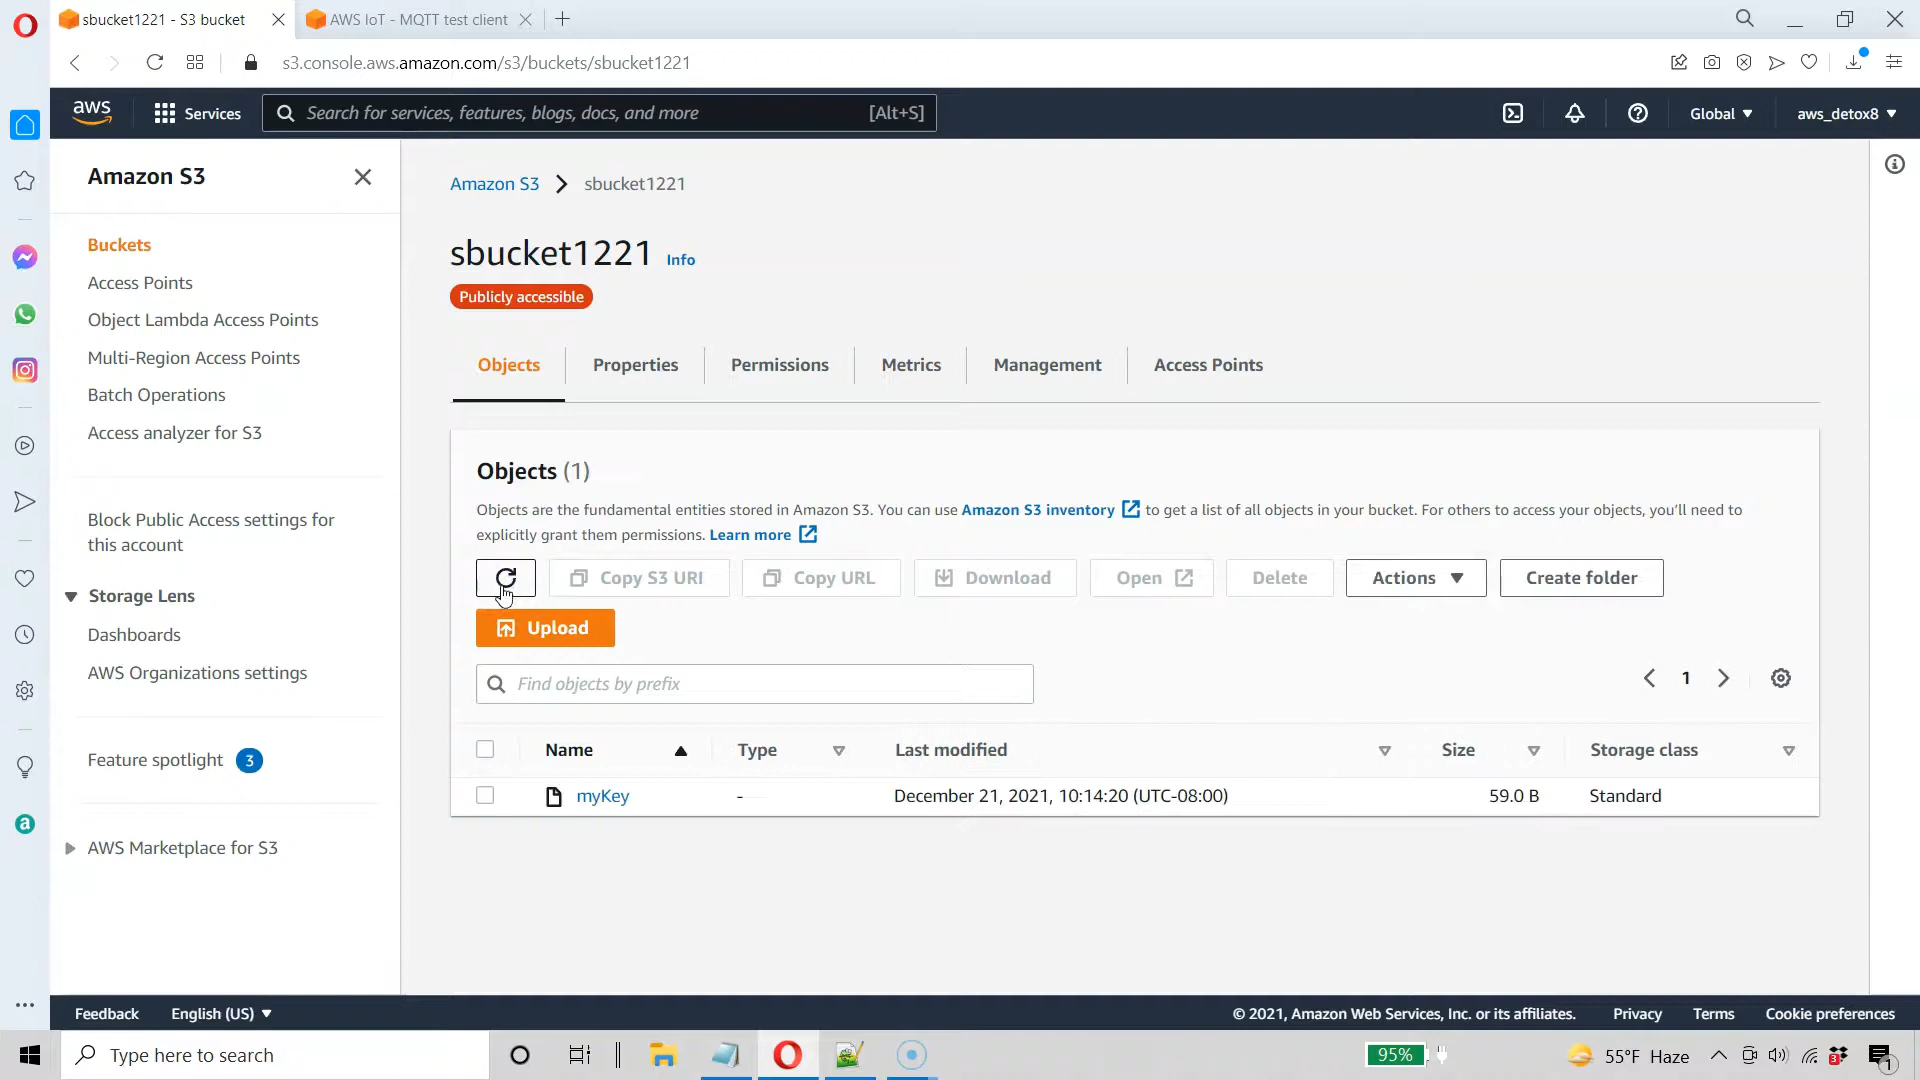 sbucket1221 - S3 bucket
AWS IoT - MQTT test client
s3.console.aws.amazon.com/s3/buckets/sbucket1221
aws
Services
Search for services, features, blogs, docs, and more
[Alt+S]
Global ▼
aws_detox8 ▼
Amazon S3
Buckets
Access Points
Object Lambda Access Points
Multi-Region Access Points
Batch Operations
Access analyzer for S3
Block Public Access settings for
this account
Storage Lens
Dashboards
AWS Organizations settings
Feature spotlight 3
AWS Marketplace for S3
Amazon S3 > sbucket1221
sbucket1221 Info
Publicly accessible
Objects
Properties
Permissions
Metrics
Management
Access Points
Objects (1)
Objects are the fundamental entities stored in Amazon S3. You can use Amazon S3 inventory to get a list of all objects in your bucket. For others to access your objects, you'll need to
explicitly grant them permissions. Learn more
Copy S3 URI
Copy URL
Download
Open
Delete
Actions ▼
Create folder
Upload
Find objects by prefix
1
Name
Type
Last modified
Size
Storage class
myKey
-
December 21, 2021, 10:14:20 (UTC-08:00)
59.0 B
Standard
Feedback
English (US) ▼
© 2021, Amazon Web Services, Inc. or its affiliates.
Privacy
Terms
Cookie preferences
Type here to search
95%
55°F Haze
3
1